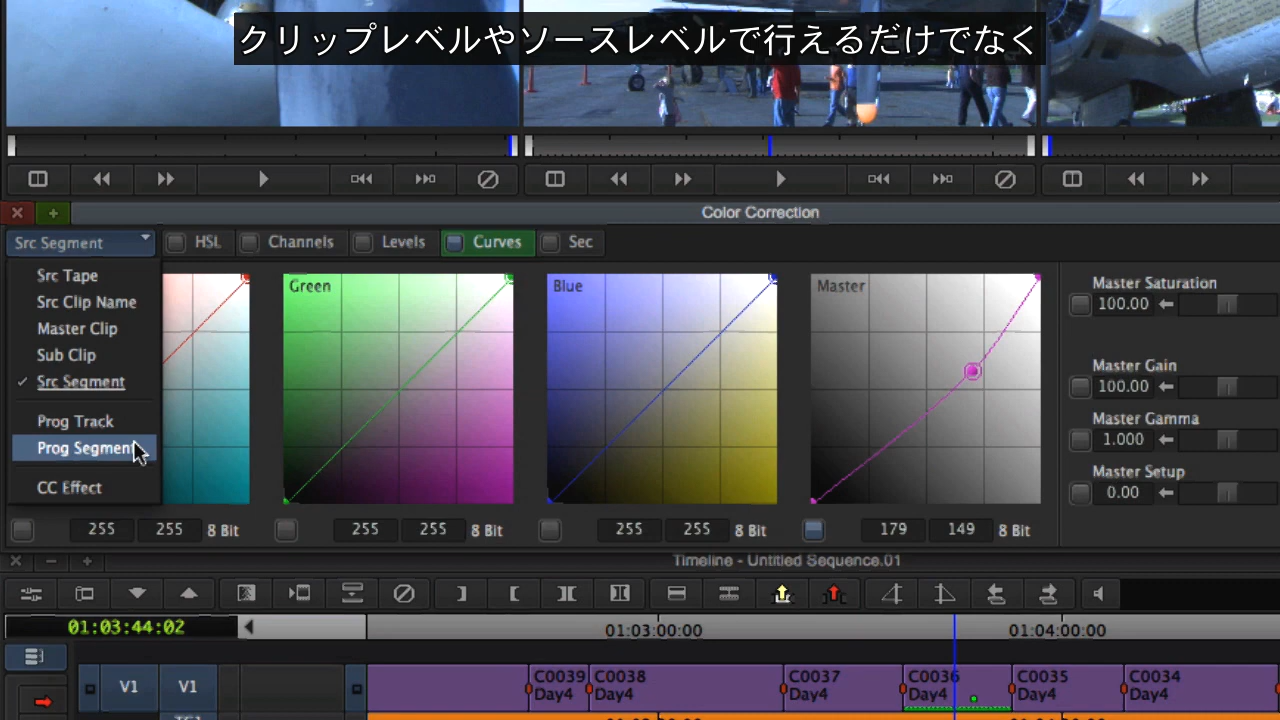 クリップレベルやソースレベルで行えるだけでなく
Color Correction
Src Segment
HSL
Channels
Levels
Curves
Sec
Src Tape
Src Clip Name
Master Clip
Sub Clip
Src Segment
Prog Track
Prog Segment
CC Effect
Green
Blue
Master
Master Saturation
100.00
Master Gain
100.00
Master Gamma
1.000
Master Setup
0.00
255 255 8 Bit
255 255 8 Bit
255 255 8 Bit
179 149 8 Bit
Timeline - Untitled Sequence.01
01:03:44:02
01:03:00:00
01:04:00:00
V1
V1
C0039
Day4
C0038
Day4
C0037
Day4
C0036
Day4
C0035
Day4
C0034
Day4